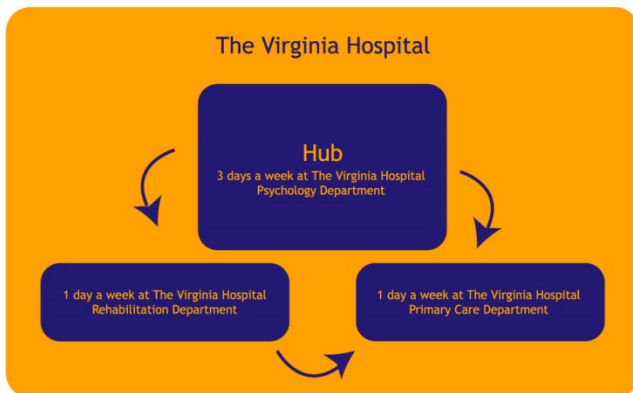 The Virginia Hospital
Hub
3 days a week at The Virginia Hospital
Psychology Department
1 day a week at The Virginia Hospital
Rehabilitation Department
1 day a week at The Virginia Hospital
Primary Care Department